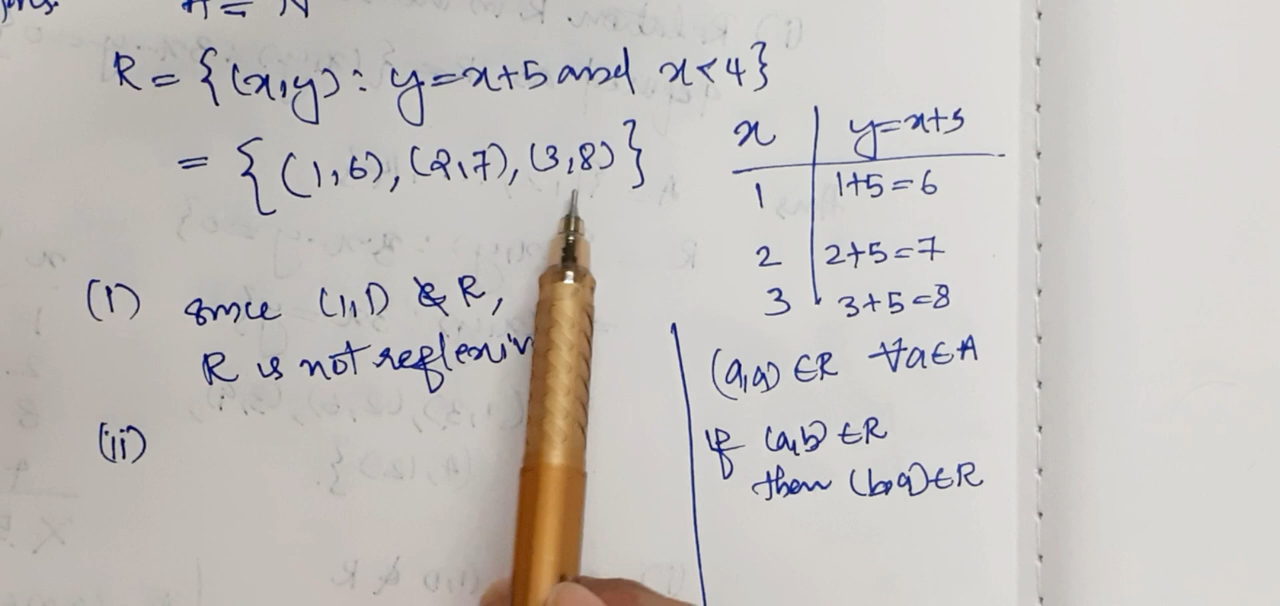 A = N
R = {(x,y) : y=x+5 and x<4}
= {(1,6), (2,7), (3,8)}
x | y=x+5
1 | 1+5=6
2 | 2+5=7
3 | 3+5=8
(i) since (1,1) ∉ R,
R is not reflexiv
(ii)
(a,a) ∈R ∀a∈A
if (a,b) ∈R
then (b,a)∈R